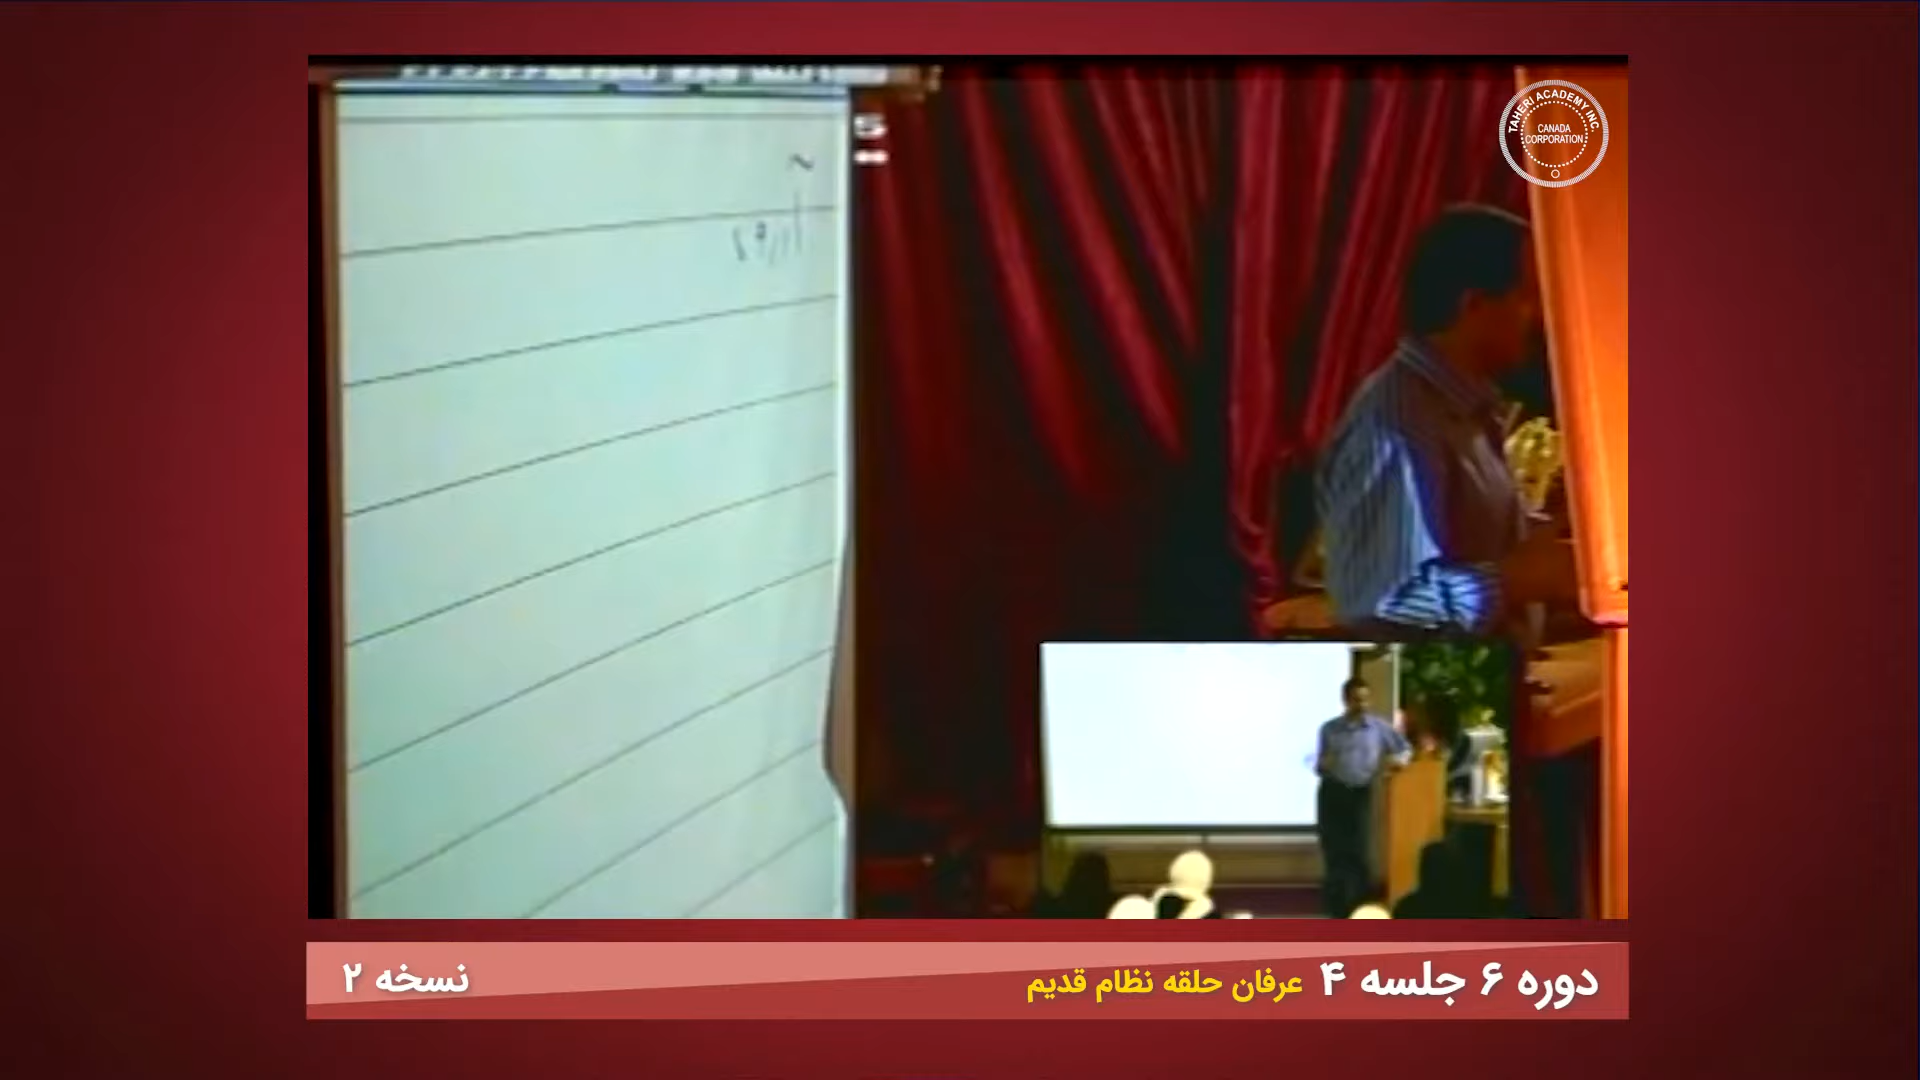 TAHERI ACADEMY INC.
CANADA
CORPORATION
دوره ۶ جلسه ۴ عرفان حلقه نظام قدیم
نسخه ۲